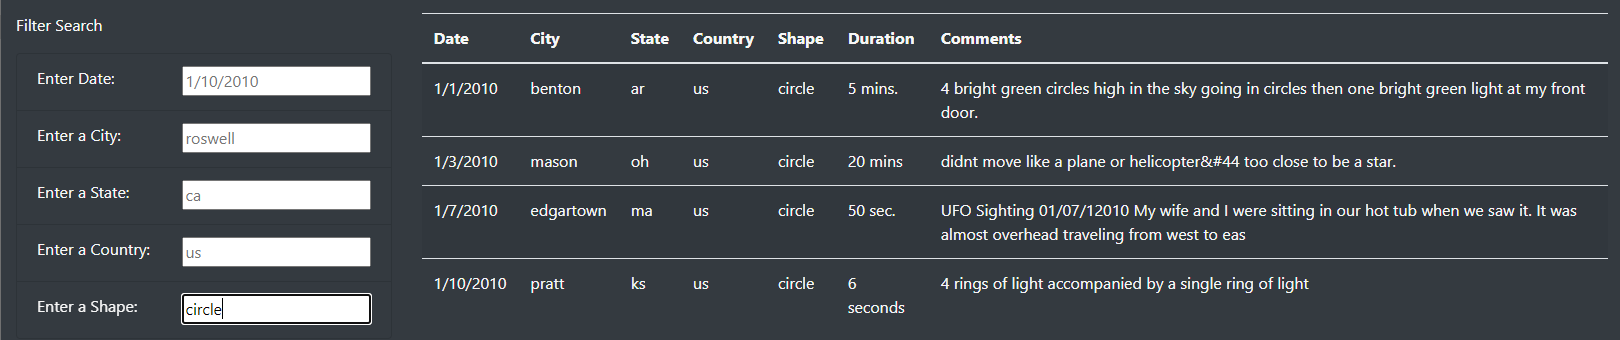 Filter Search
Enter Date: 1/10/2010
Enter a City: roswell
Enter a State: ca
Enter a Country: us
Enter a Shape: circle
Date City State Country Shape Duration Comments
1/1/2010 benton ar us circle 5 mins. 4 bright green circles high in the sky going in circles then one bright green light at my front
door.
1/3/2010 mason oh us circle 20 mins didnt move like a plane or helicopter&#44 too close to be a star.
1/7/2010 edgartown ma us circle 50 sec. UFO Sighting 01/07/12010 My wife and I were sitting in our hot tub when we saw it. It was
almost overhead traveling from west to eas
1/10/2010 pratt ks us circle 6 4 rings of light accompanied by a single ring of light
seconds